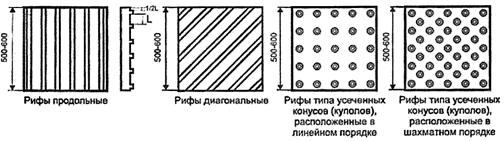 1/2L
L
500-600
Рифы продольные
500-600
Рифы диагональные
500-600
Рифы типа усеченных
конусов (куполов),
расположенные в
линейном порядке
500-600
Рифы типа усеченных
конусов (куполов),
расположенные в
шахматном порядке